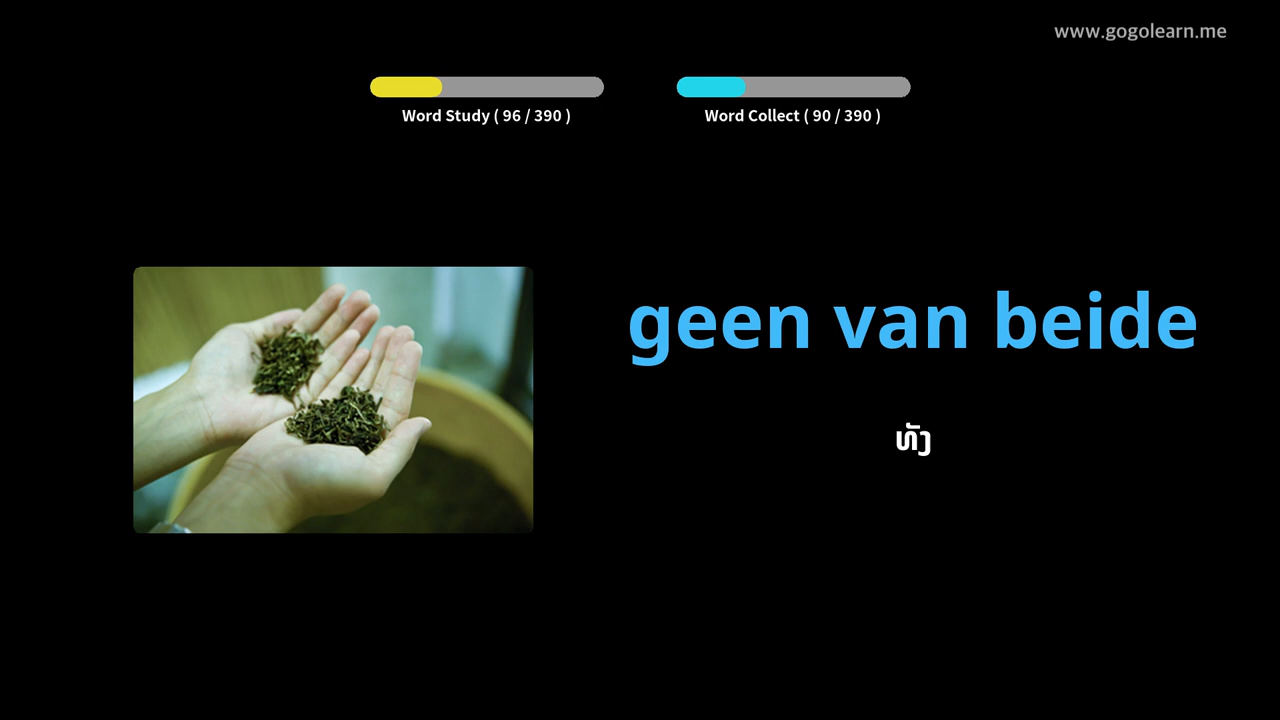 www.gogolearn.me
Word Study ( 96 / 390 )
Word Collect ( 90 / 390 )
geen van beide
ທັງ